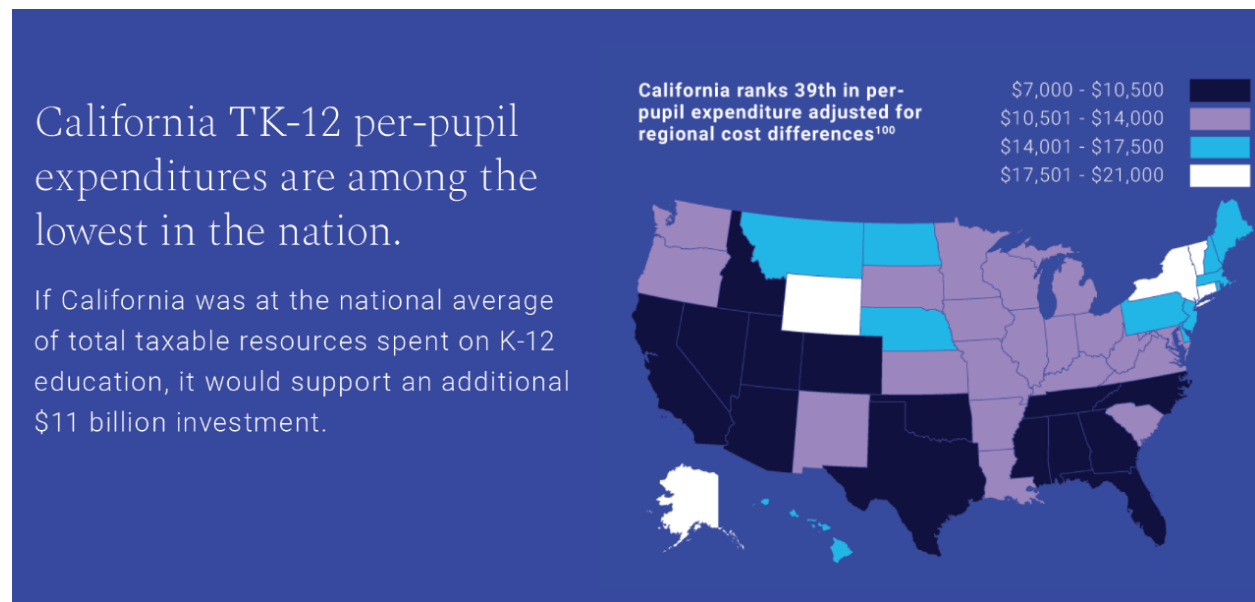 California TK-12 per-pupil
expenditures are among the
lowest in the nation.
If California was at the national average
of total taxable resources spent on K-12
education, it would support an additional
$11 billion investment.
California ranks 39th in per-
pupil expenditure adjusted for
regional cost differences¹⁰⁰
$7,000 - $10,500
$10,501 - $14,000
$14,001 - $17,500
$17,501 - $21,000